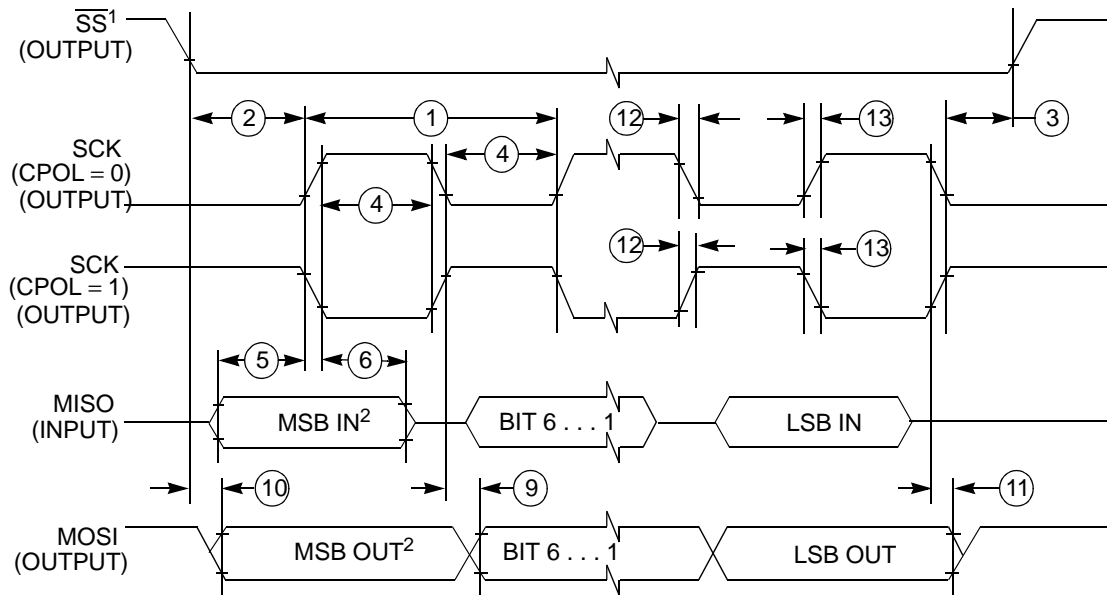 S̅S̅¹
(OUTPUT)
2
1
12
13
3
SCK
(CPOL = 0)
(OUTPUT)
4
4
SCK
(CPOL = 1)
(OUTPUT)
12
13
5
6
MISO
(INPUT)
MSB IN²
BIT 6 . . . 1
LSB IN
10
9
11
MOSI
(OUTPUT)
MSB OUT²
BIT 6 . . . 1
LSB OUT